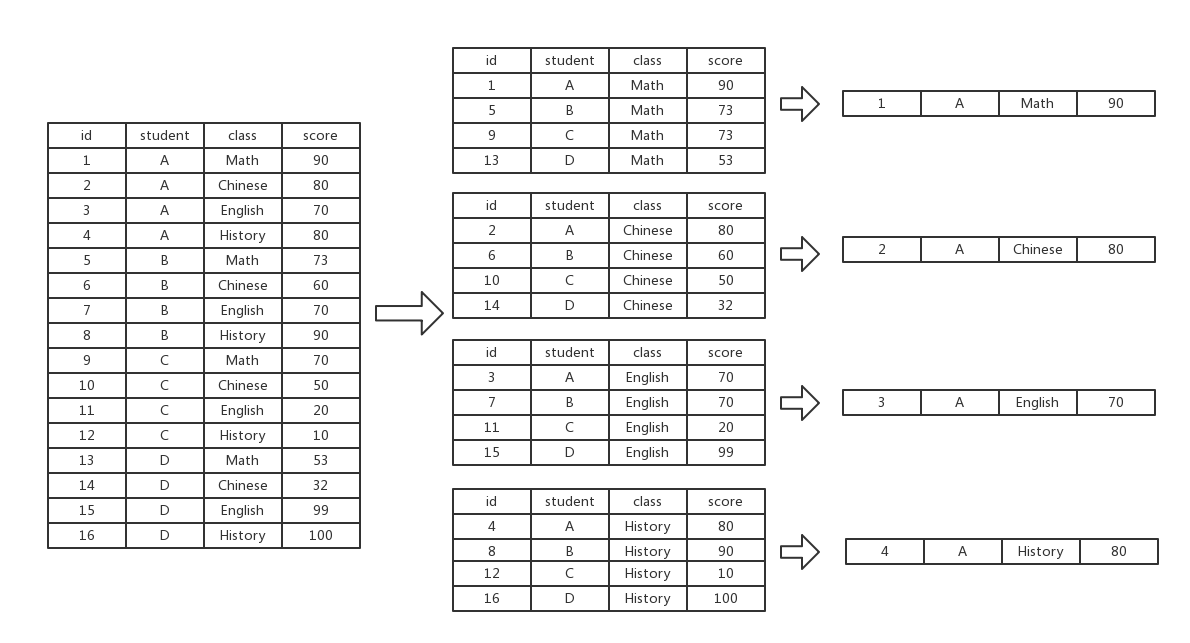 id student class score
1 A Math 90
2 A Chinese 80
3 A English 70
4 A History 80
5 B Math 73
6 B Chinese 60
7 B English 70
8 B History 90
9 C Math 70
10 C Chinese 50
11 C English 20
12 C History 10
13 D Math 53
14 D Chinese 32
15 D English 99
16 D History 100
id student class score
1 A Math 90
5 B Math 73
9 C Math 73
13 D Math 53
1 A Math 90
id student class score
2 A Chinese 80
6 B Chinese 60
10 C Chinese 50
14 D Chinese 32
2 A Chinese 80
id student class score
3 A English 70
7 B English 70
11 C English 20
15 D English 99
3 A English 70
id student class score
4 A History 80
8 B History 90
12 C History 10
16 D History 100
4 A History 80